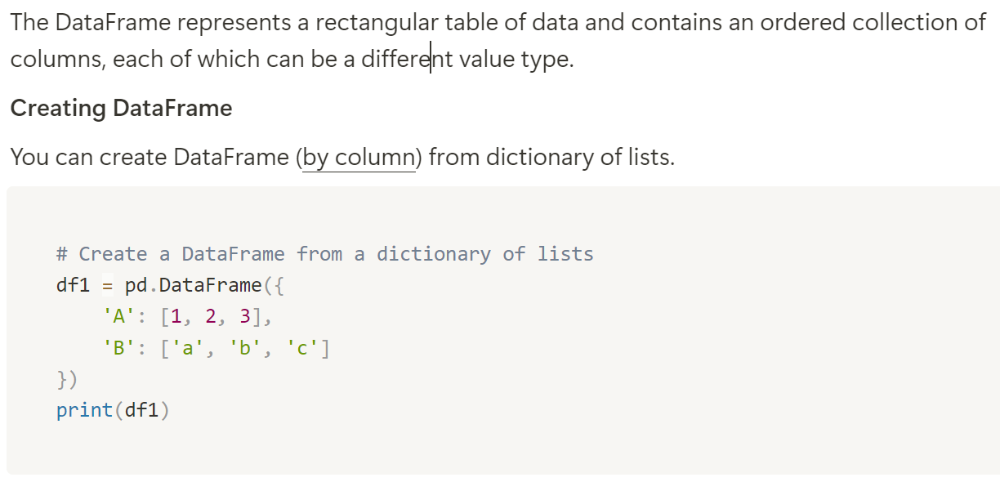 The DataFrame represents a rectangular table of data and contains an ordered collection of
columns, each of which can be a different value type.
Creating DataFrame
You can create DataFrame (by column) from dictionary of lists.
# Create a DataFrame from a dictionary of lists
df1 = pd.DataFrame({
    'A': [1, 2, 3],
    'B': ['a', 'b', 'c']
})
print(df1)